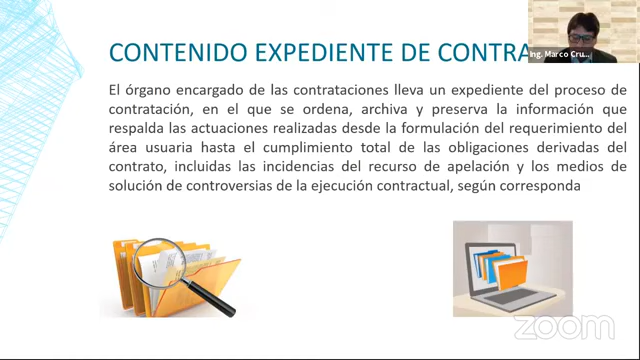 CONTENIDO EXPEDIENTE DE CONTRA
Ing. Marco Cru...
El órgano encargado de las contrataciones lleva un expediente del proceso de
contratación, en el que se ordena, archiva y preserva la información que
respalda las actuaciones realizadas desde la formulación del requerimiento del
área usuaria hasta el cumplimiento total de las obligaciones derivadas del
contrato, incluidas las incidencias del recurso de apelación y los medios de
solución de controversias de la ejecución contractual, según corresponda
zoom